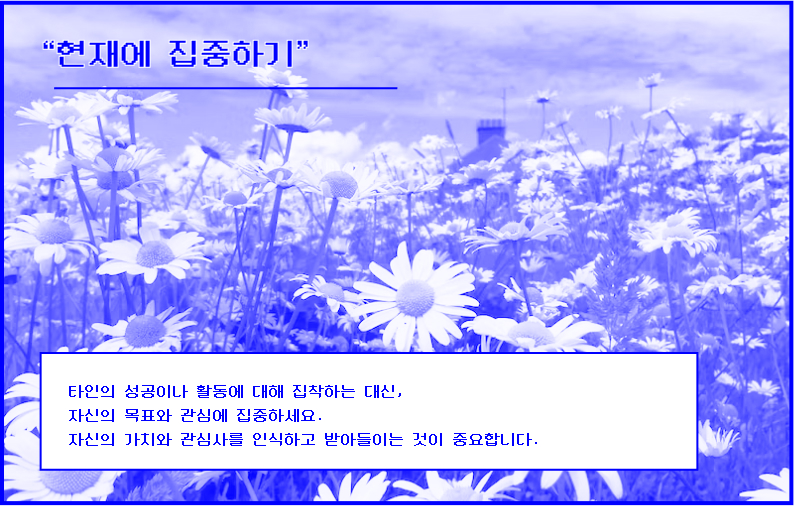 “현재에 집중하기”
타인의 성공이나 활동에 대해 집착하는 대신,
자신의 목표와 관심에 집중하세요.
자신의 가치와 관심사를 인식하고 받아들이는 것이 중요합니다.